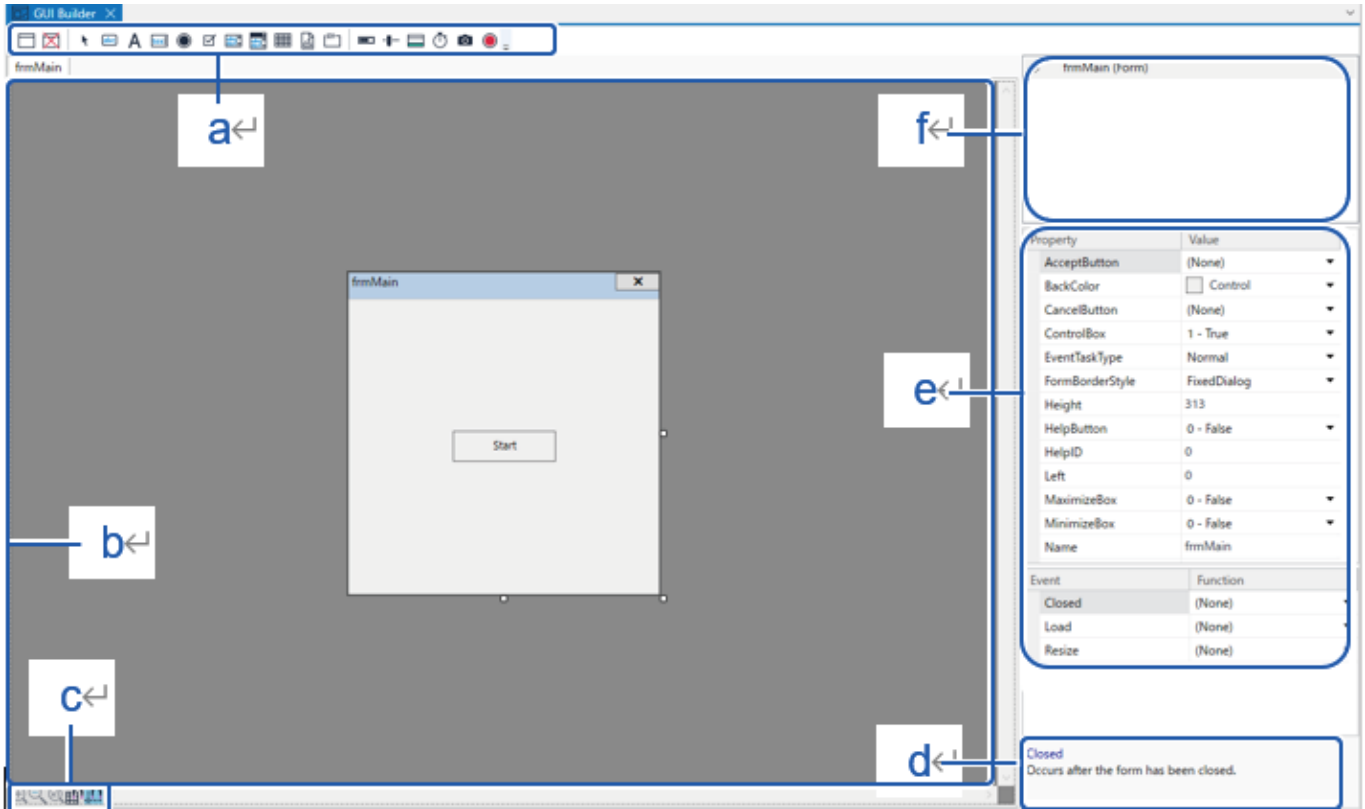 GUI Builder
frmMain
frmMain (Form)
a
f
Property Value
AcceptButton (None)
BackColor Control
CancelButton (None)
ControlBox 1 - True
EventTaskType Normal
FormBorderStyle FixedDialog
Height 313
HelpButton 0 - False
HelpID 0
Left 0
MaximizeBox 0 - False
MinimizeBox 0 - False
Name frmMain
frmMain
Start
e
b
Event Function
Closed (None)
Load (None)
Resize (None)
c
d
Closed
Occurs after the form has been closed.